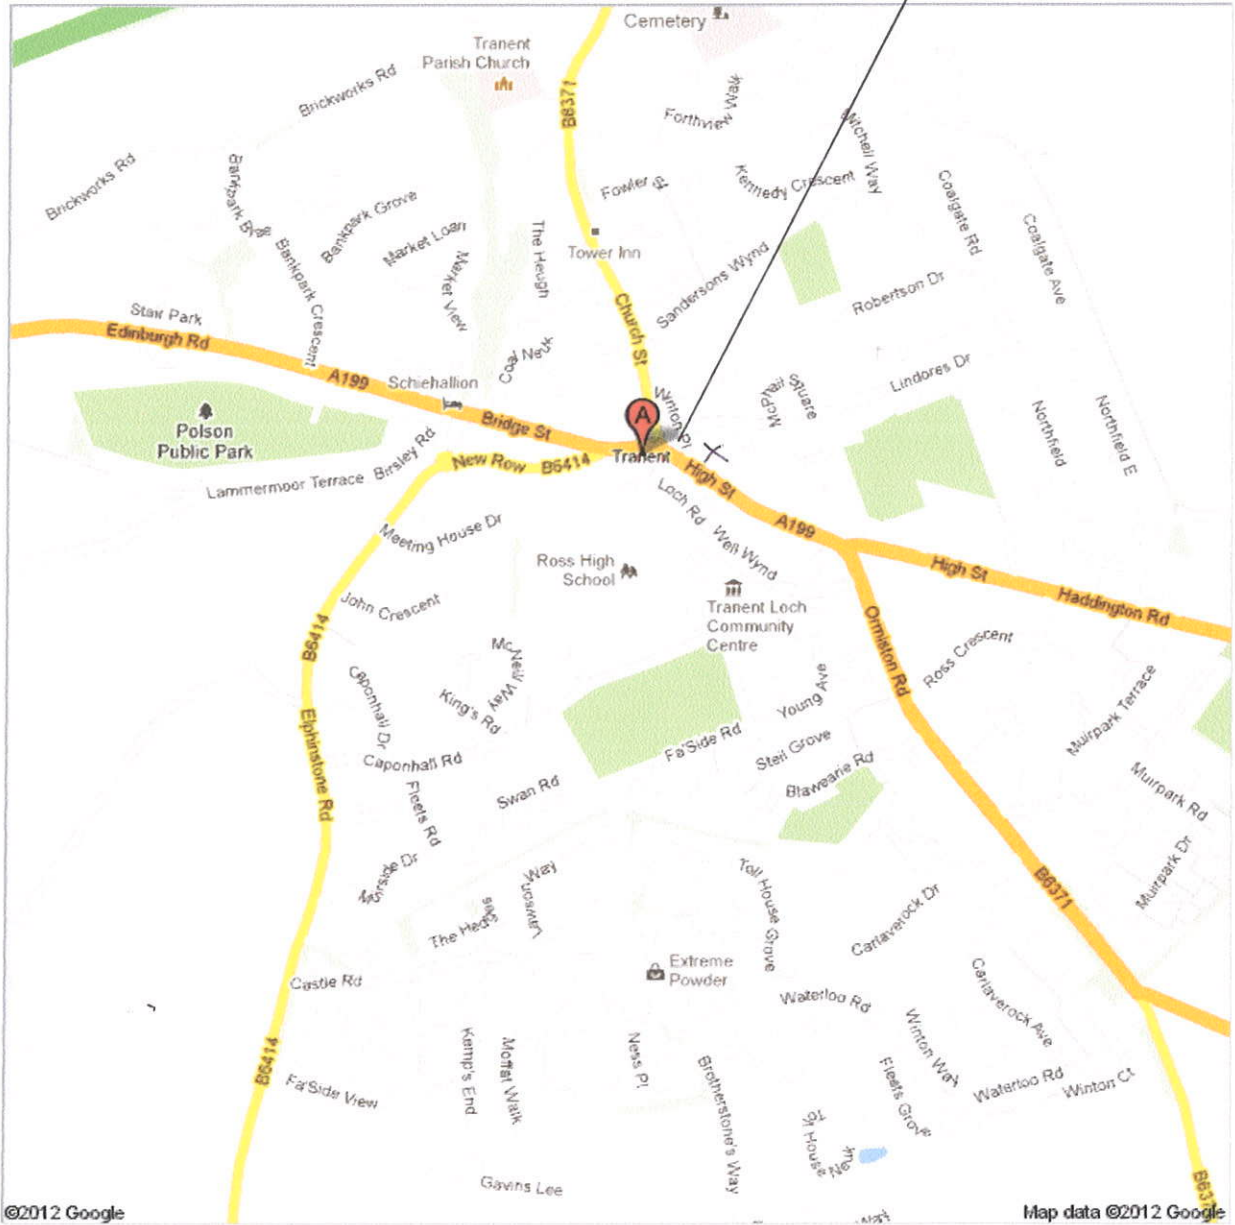 Cemetery
Tranent
Parish Church
Brickworks Rd
B6371
Forthview Walk
Mitchell Way
Brickworks Rd
Bankpark Brae
Bankpark Grove
Fowler St
Kennedy Crescent
Coalgate Rd
Market Loan
The Heugh
Tower Inn
Sandersons Wynd
Coalgate Ave
Bankpark Crescent
Market View
Robertson Dr
Stair Park
Edinburgh Rd
Church St
Coal Neuk
A199
Schiehallion
Winton Pl
McPhail Square
Lindores Dr
A
Polson
Public Park
Bridge St
Northfield
Northfield E
Birsley Rd
New Row
B6414
Tranent
High St
Lammermoor Terrace
Loch Rd
A199
Meeting House Dr
Well Wynd
Ross High
School
High St
John Crescent
Tranent Loch
Community
Centre
Haddington Rd
B6414
Ormiston Rd
Ross Crescent
McNeill Way
Caponhall Dr
King's Rd
Young Ave
Muirpark Terrace
Elphinstone Rd
Fa'Side Rd
Steil Grove
Caponhall Rd
Blawearie Rd
Swan Rd
Fleets Rd
Muirpark Rd
Muirside Dr
Lawson Way
Toll House Grove
B6371
Muirpark Dr
The Hedges
Carlaverock Dr
Extreme
Powder
Castle Rd
Waterloo Rd
Carlaverock Ave
Kemp's End
Moffat Walk
Ness Pl
Winton Way
B6414
Fa'Side View
Brotherstone's Way
Fleets Grove
Waterloo Rd
Winton Ct
Toll House Neuk
Gavins Lee
B637
©2012 Google
Map data ©2012 Google